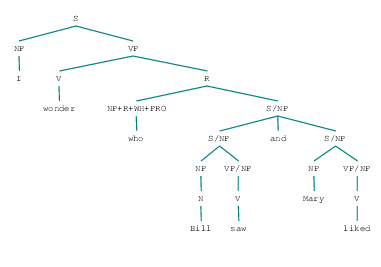 S
NP VP
I V R
wonder NP+R+WH+PRO S/NP
who S/NP and S/NP
NP VP/NP NP VP/NP
N V Mary V
Bill saw liked